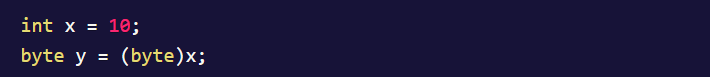 int x = 10;
byte y = (byte)x;